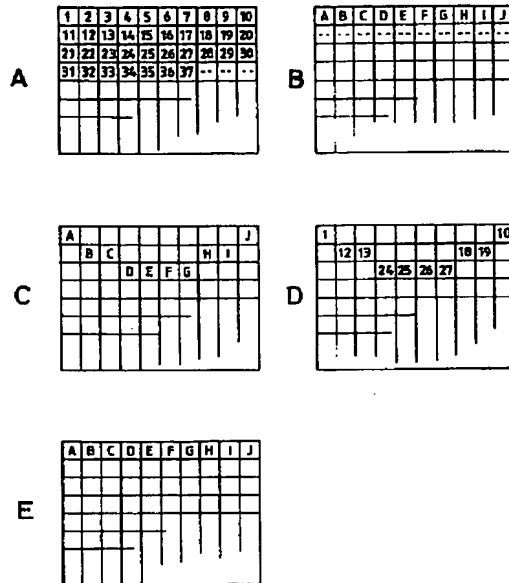 A
1 2 3 4 5 6 7 8 9 10
11 12 13 14 15 16 17 18 19 20
21 22 23 24 25 26 27 28 29 30
31 32 33 34 35 36 37 -- -- --
B
A B C D E F G H I J
-- -- -- -- -- -- -- -- -- --
C
A J
B C H I
D E F G
D
1 10
12 13 18 19
24 25 26 27
E
A B C D E F G H I J